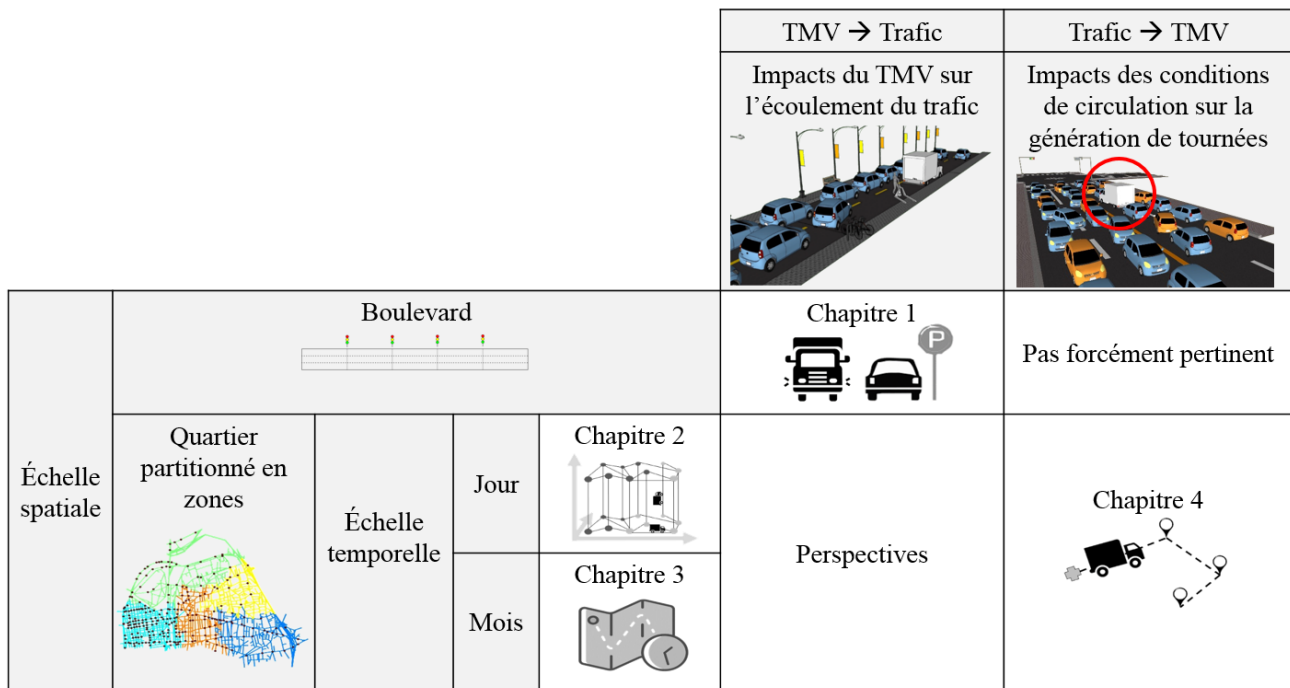 TMV → Trafic
Trafic → TMV
Impacts du TMV sur
l’écoulement du trafic
Impacts des conditions
de circulation sur la
génération de tournées
Boulevard
Chapitre 1
P
Pas forcément pertinent
Échelle
spatiale
Quartier
partitionné en
zones
Échelle
temporelle
Jour
Chapitre 2
Mois
Chapitre 3
Perspectives
Chapitre 4